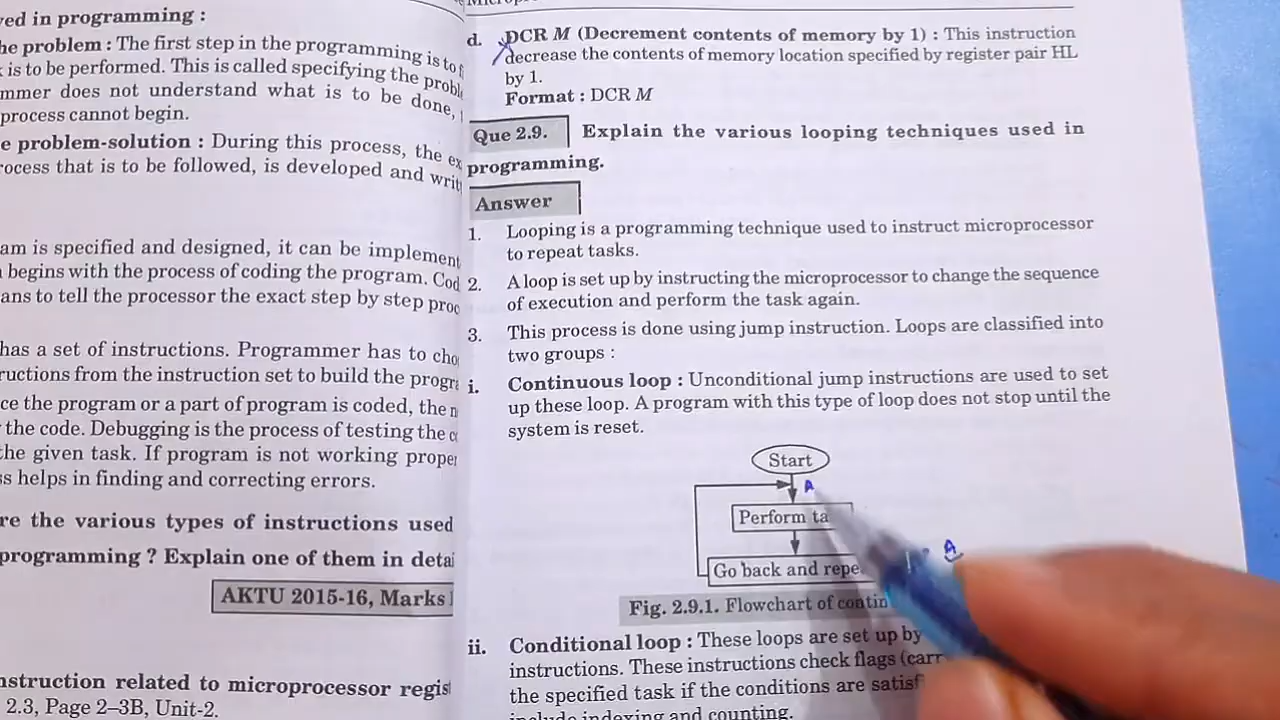 ed in programming :
he problem : The first step in the programming is to
is to be performed. This is called specifying the
mmer does not understand what is to be done,
process cannot begin.
e problem-solution : During this process, the
ocess that is to be followed, is developed and
am is specified and designed, it can be
begins with the process of coding the program.
ans to tell the processor the exact step by step
has a set of instructions. Programmer has to
ructions from the instruction set to build the
ce the program or a part of program is coded, the
the code. Debugging is the process of testing the
the given task. If program is not working
s helps in finding and correcting errors.
re the various types of instructions used
programming ? Explain one of them in
AKTU 2015-16, Marks
nstruction related to microprocessor
2.3, Page 2–3B, Unit-2.
d. DCR M (Decrement contents of memory by 1) : This instruction
decrease the contents of memory location specified by register pair HL
by 1.
Format : DCR M
Que 2.9. Explain the various looping techniques used in
programming.
Answer
1. Looping is a programming technique used to instruct microprocessor
to repeat tasks.
2. A loop is set up by instructing the microprocessor to change the sequence
of execution and perform the task again.
3. This process is done using jump instruction. Loops are classified into
two groups :
i. Continuous loop : Unconditional jump instructions are used to set
up these loop. A program with this type of loop does not stop until the
system is reset.
Start
A
Perform ta
Go back and repe
A
Fig. 2.9.1. Flowchart of contin
ii. Conditional loop : These loops are set up by
instructions. These instructions check flags (carr
the specified task if the conditions are satisf
include indexing and counting.